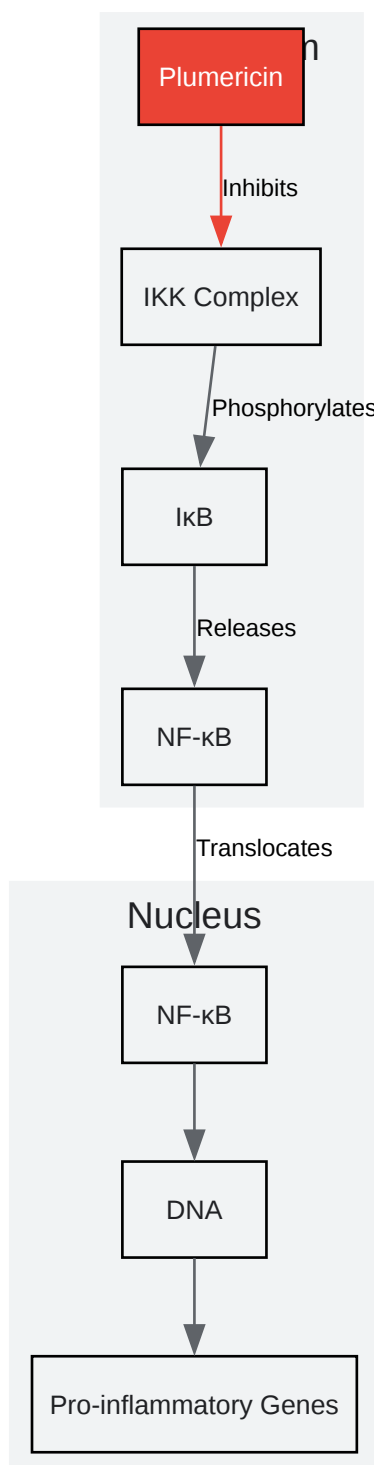 Plumericin
Inhibits
IKK Complex
Phosphorylates
IκB
Releases
NF-κB
Translocates
Nucleus
NF-κB
DNA
Pro-inflammatory Genes